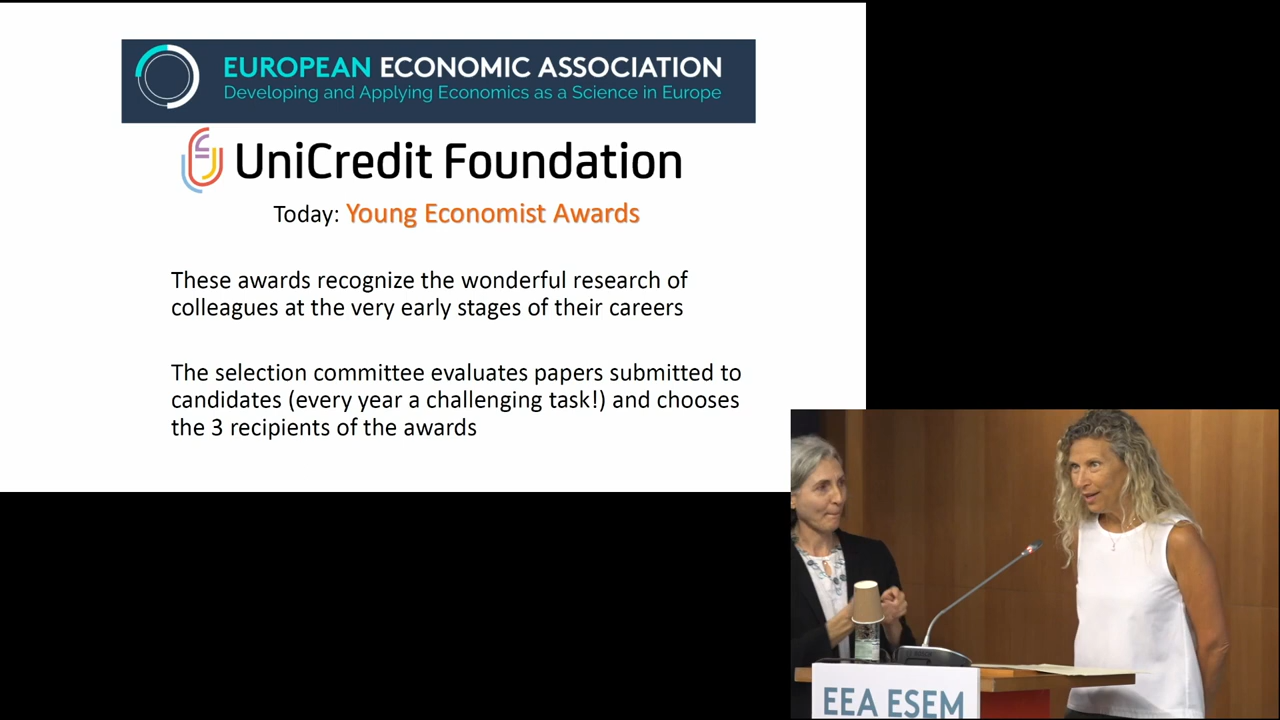 EUROPEAN ECONOMIC ASSOCIATION
Developing and Applying Economics as a Science in Europe
UniCredit Foundation
Today: Young Economist Awards
These awards recognize the wonderful research of
colleagues at the very early stages of their careers
The selection committee evaluates papers submitted to
candidates (every year a challenging task!) and chooses
the 3 recipients of the awards
EEA ESEM